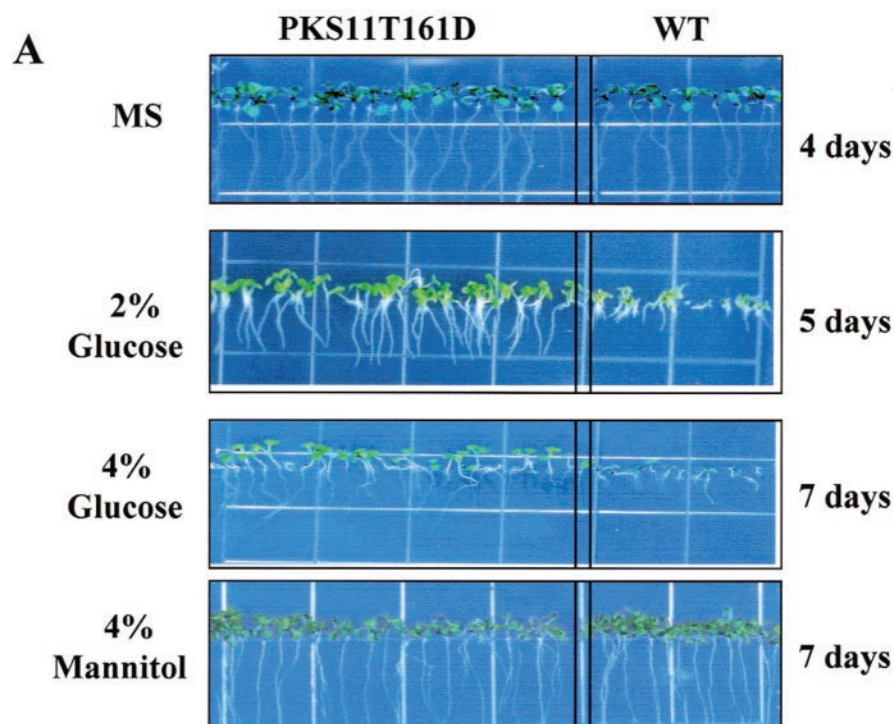 A
PKS11T161D
WT
MS
4 days
2%
Glucose
5 days
4%
Glucose
7 days
4%
Mannitol
7 days